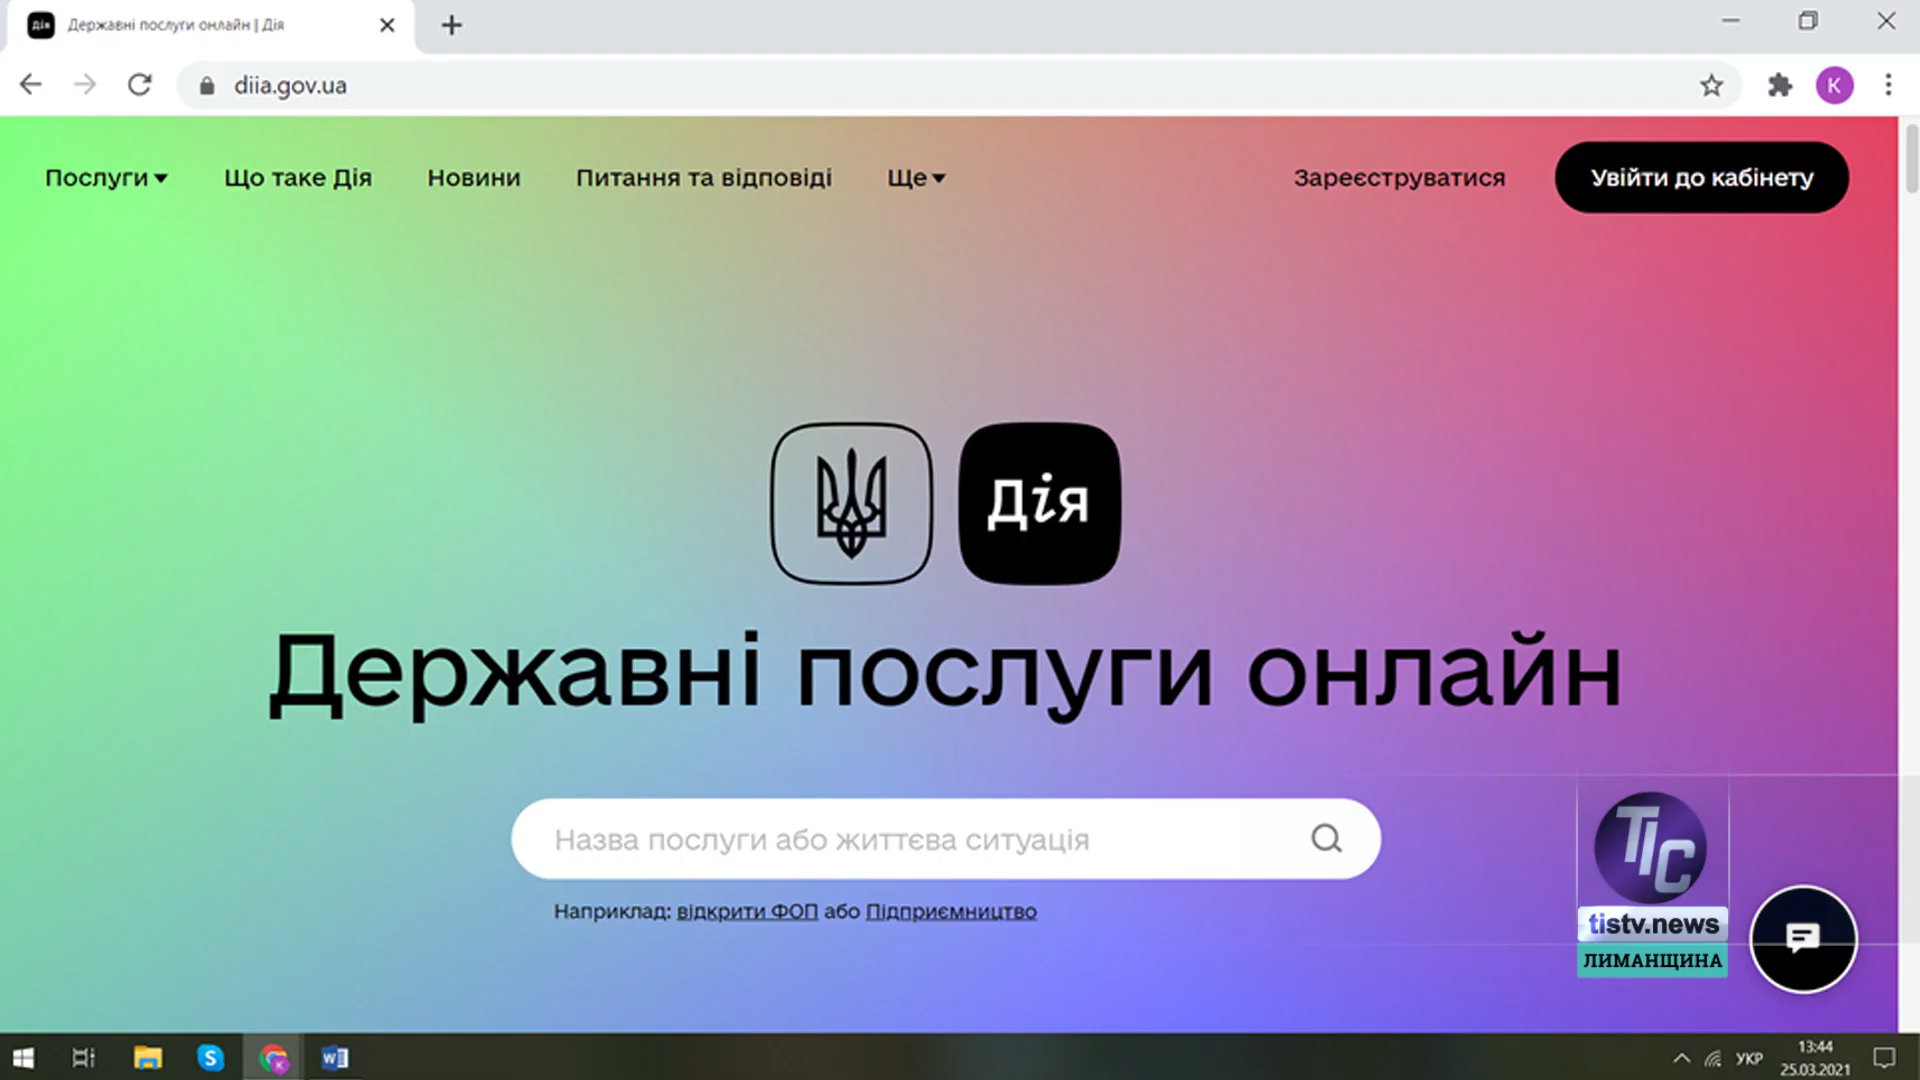 Дія Державні послуги онлайн | Дія
diia.gov.ua
K
Послуги Що таке Дія Новини Питання та відповіді Ще Зареєструватися Увійти до кабінету
Дія
Державні послуги онлайн
Назва послуги або життєва ситуація
Наприклад: відкрити ФОП або Підприємництво
ТІС
tistv.news
ЛИМАНЩИНА
УКР
13:44
25.03.2021